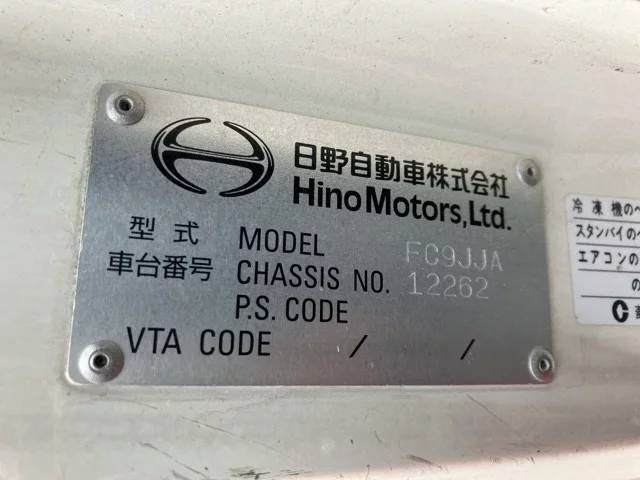 日野自動車株式会社
Hino Motors, Ltd.
型式 MODEL FC9JJA
車台番号 CHASSIS NO. 12262
P.S. CODE
VTA CODE / /
冷凍機の
スタンバイの
エアコンの
の